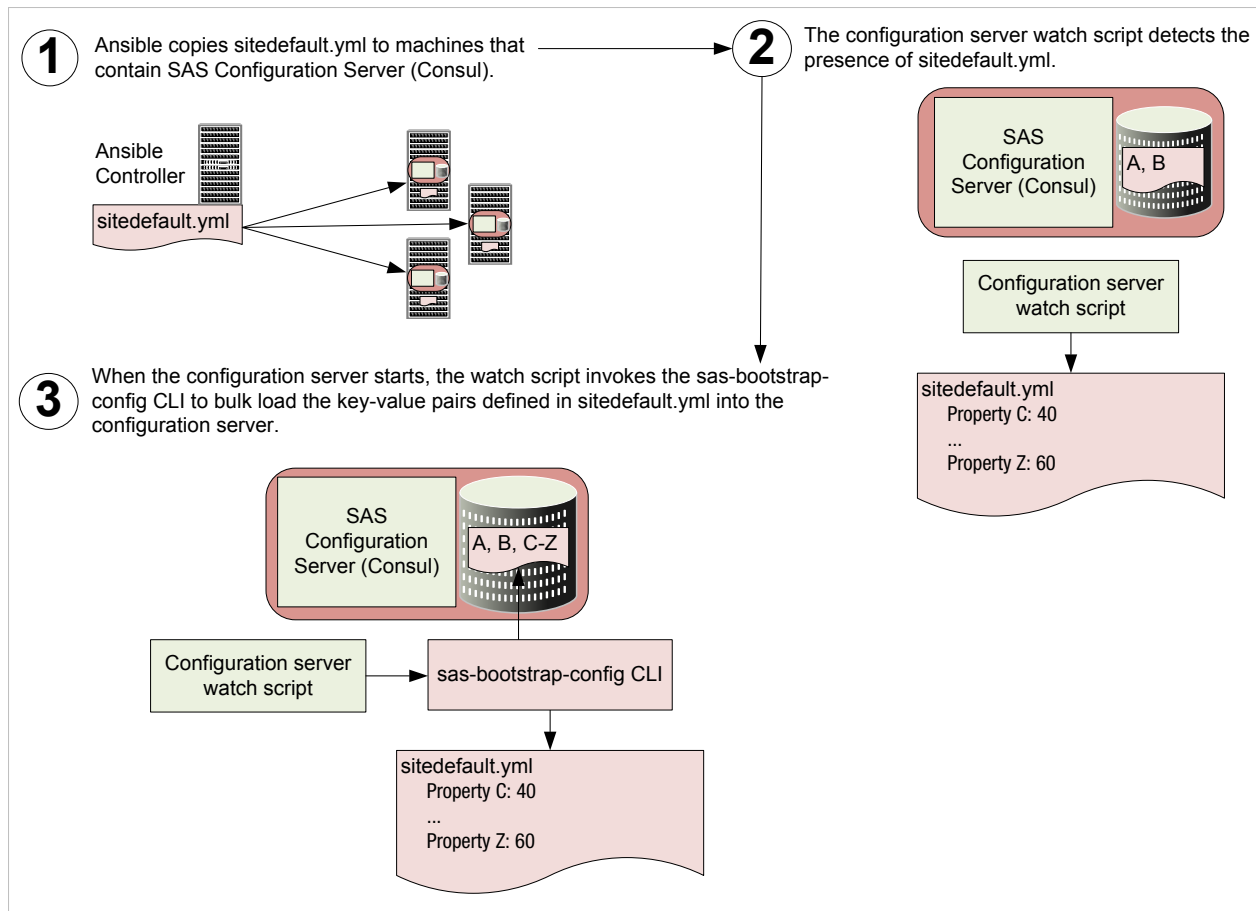 1
Ansible copies sitedefault.yml to machines that
contain SAS Configuration Server (Consul).
Ansible
Controller
sitedefault.yml
2
The configuration server watch script detects the
presence of sitedefault.yml.
SAS
Configuration
Server (Consul)
A, B
Configuration server
watch script
sitedefault.yml
Property C: 40
...
Property Z: 60
3
When the configuration server starts, the watch script invokes the sas-bootstrap-
config CLI to bulk load the key-value pairs defined in sitedefault.yml into the
configuration server.
SAS
Configuration
Server (Consul)
A, B, C-Z
Configuration server
watch script
sas-bootstrap-config CLI
sitedefault.yml
Property C: 40
...
Property Z: 60